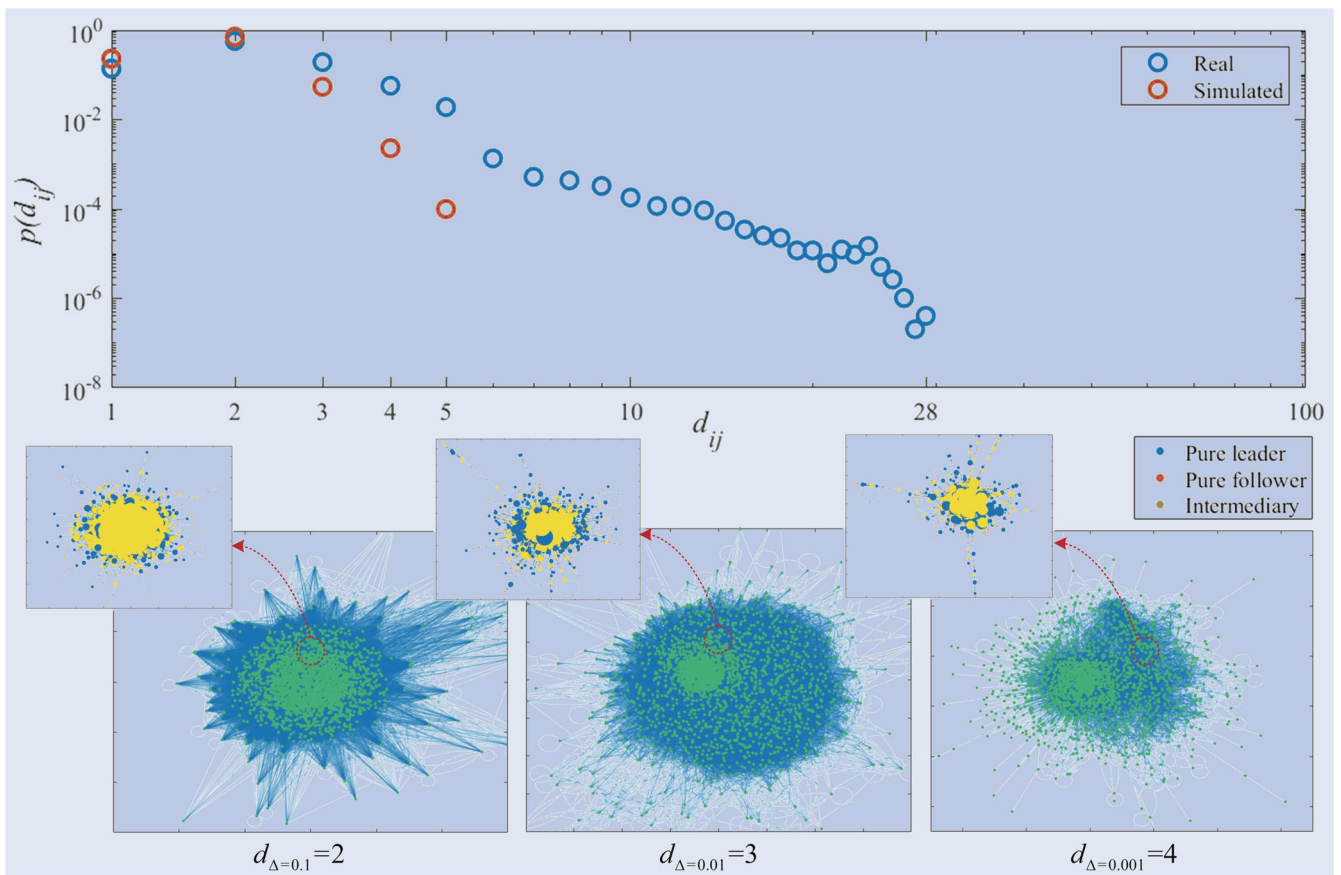 10^0
10^-2
10^-4
10^-6
10^-8
p(d_ij)
Real
Simulated
1 2 3 4 5 10 28 100
d_ij
Pure leader
Pure follower
Intermediary
d_Δ=0.1=2 d_Δ=0.01=3 d_Δ=0.001=4